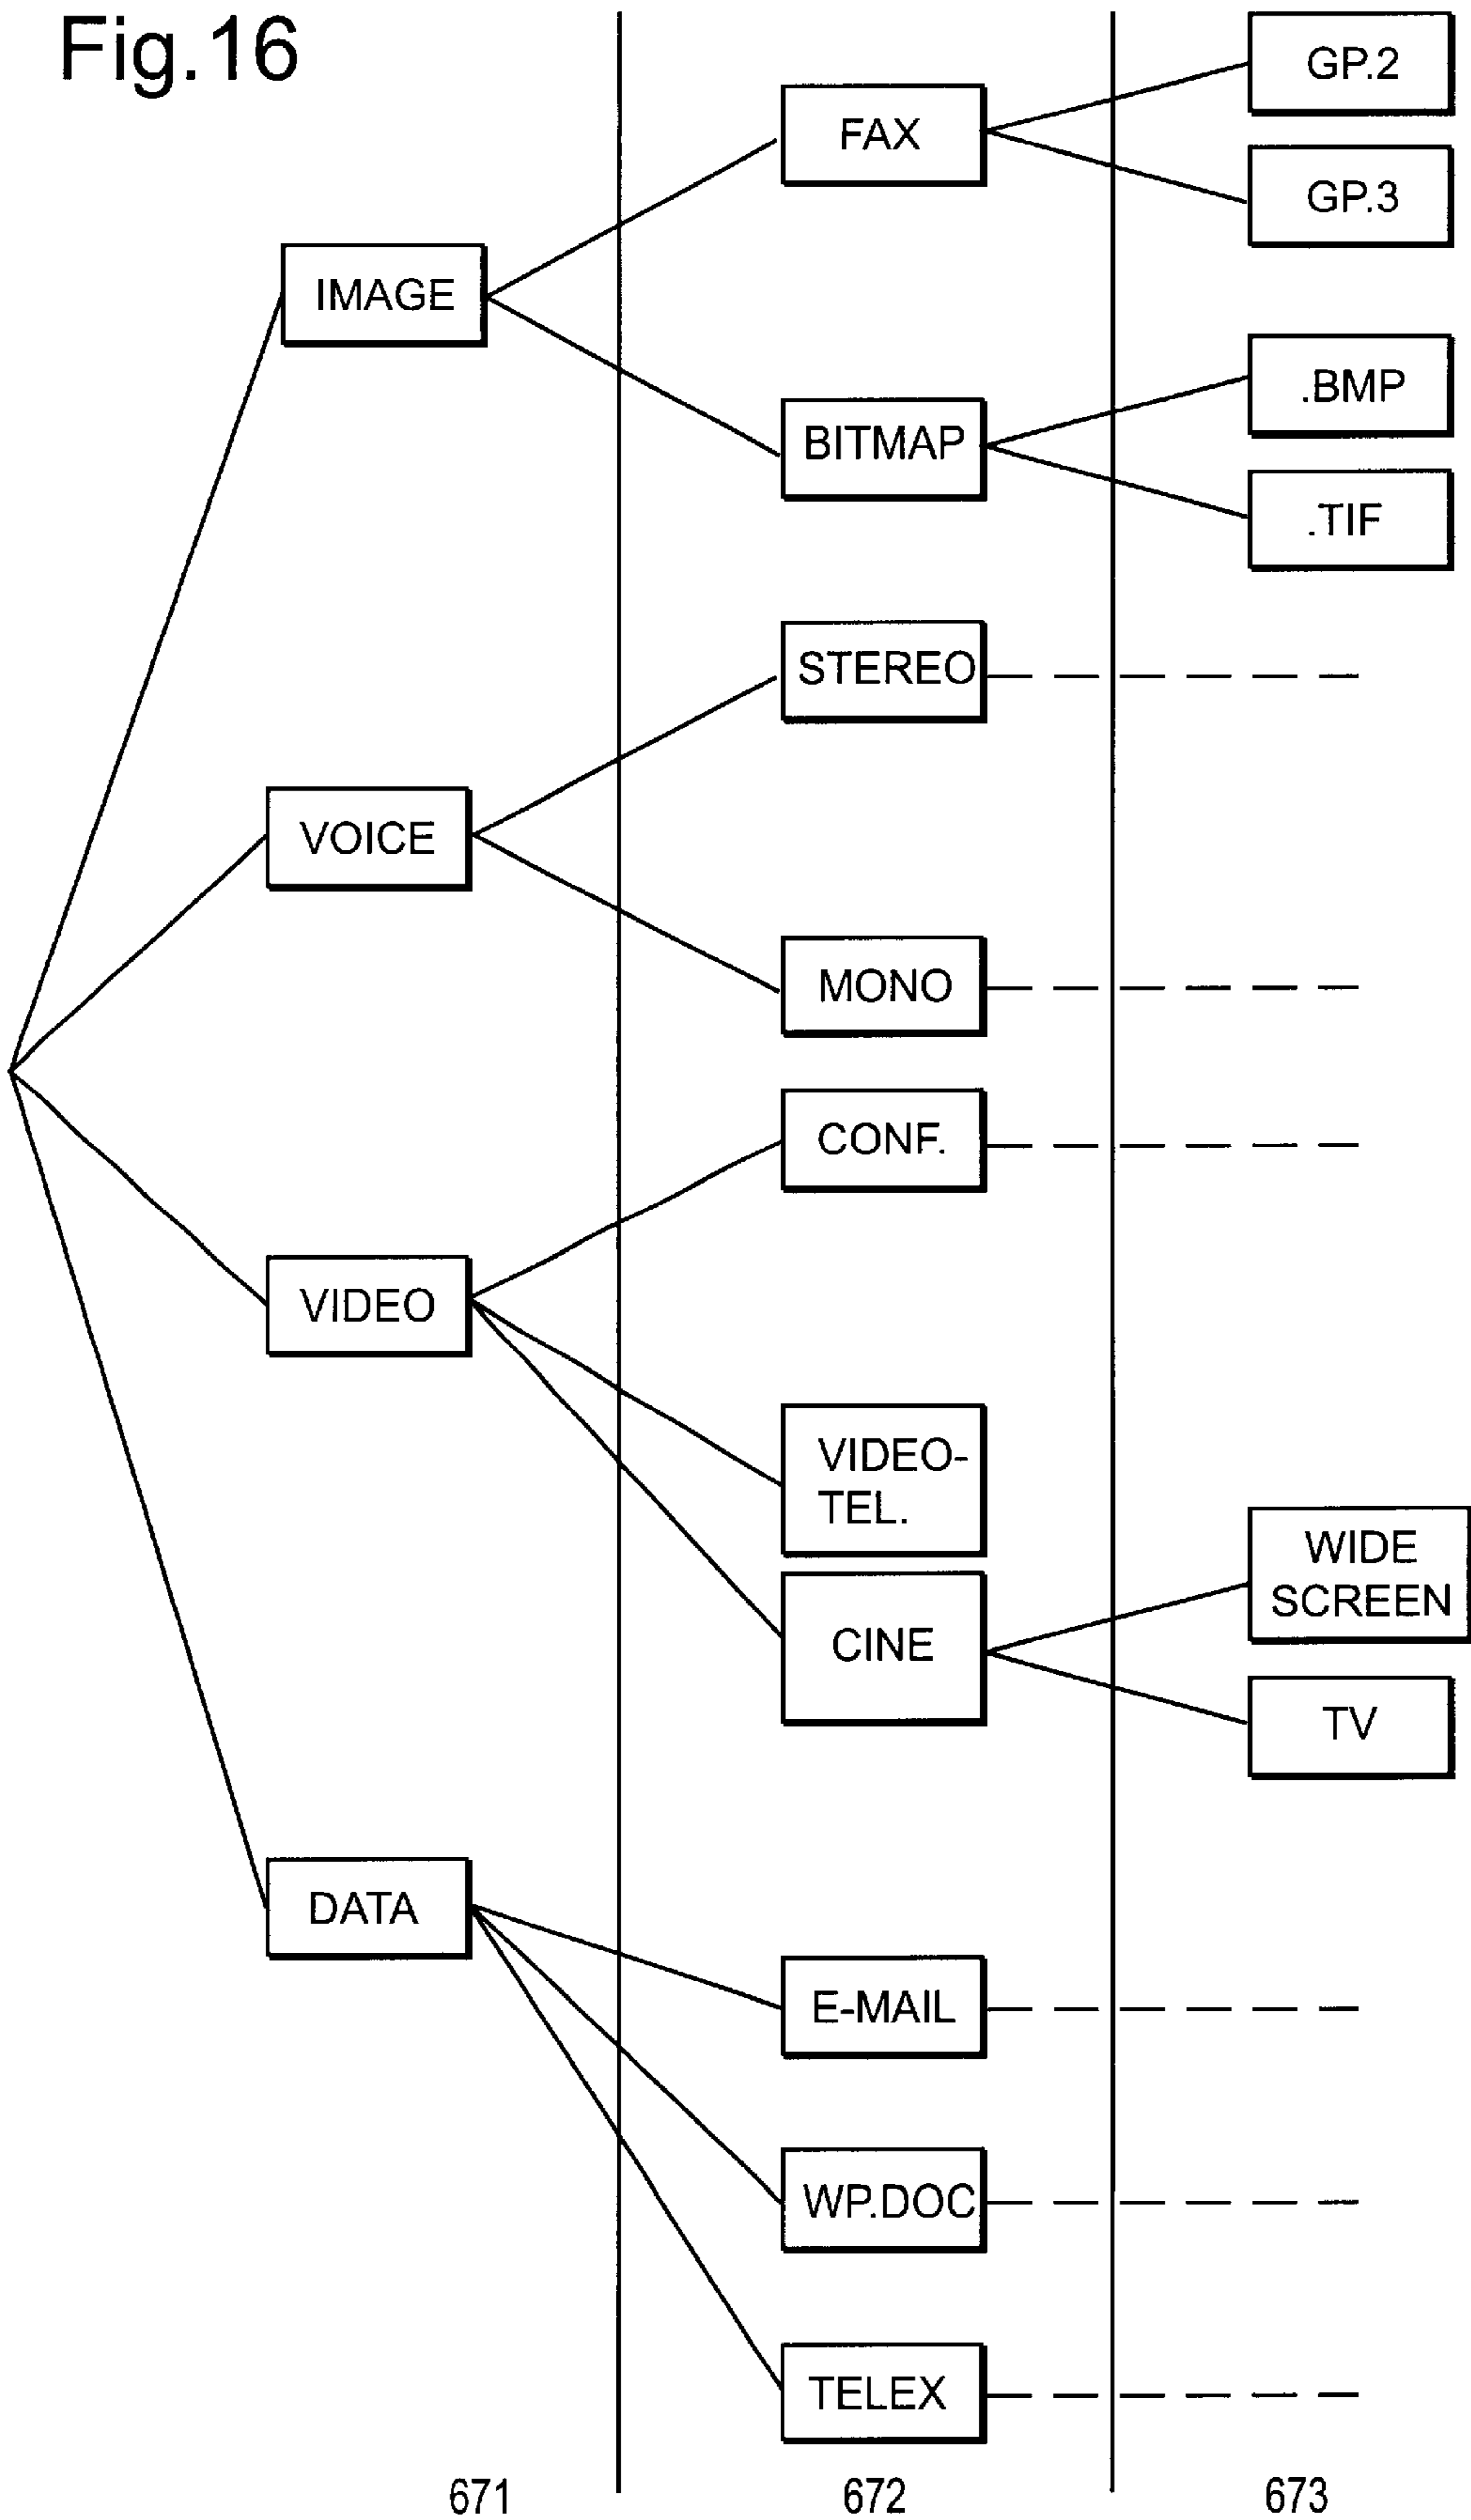 Fig.16
GP.2
FAX
GP.3
IMAGE
.BMP
BITMAP
.TIF
STEREO
VOICE
MONO
CONF.
VIDEO
VIDEO-
TEL.
WIDE
SCREEN
CINE
TV
DATA
E-MAIL
WP.DOC
TELEX
671
672
673